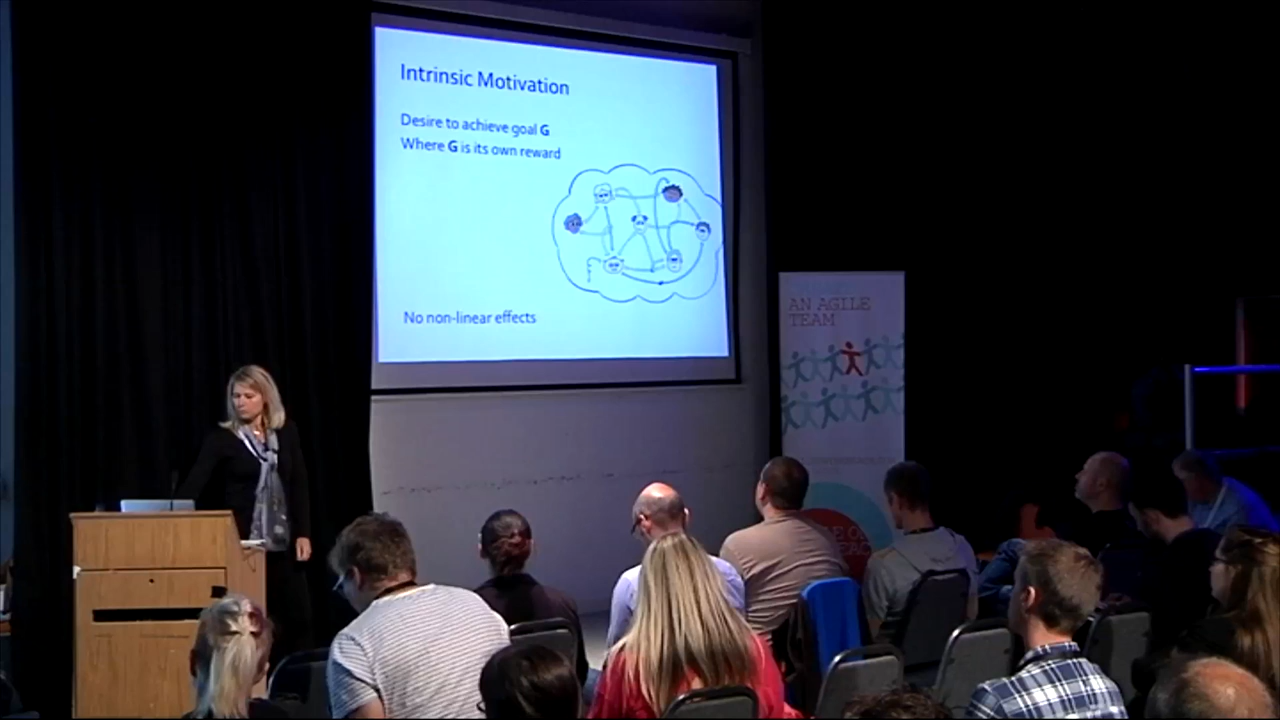 Intrinsic Motivation
Desire to achieve goal G
Where G is its own reward
No non-linear effects
AN AGILE
TEAM